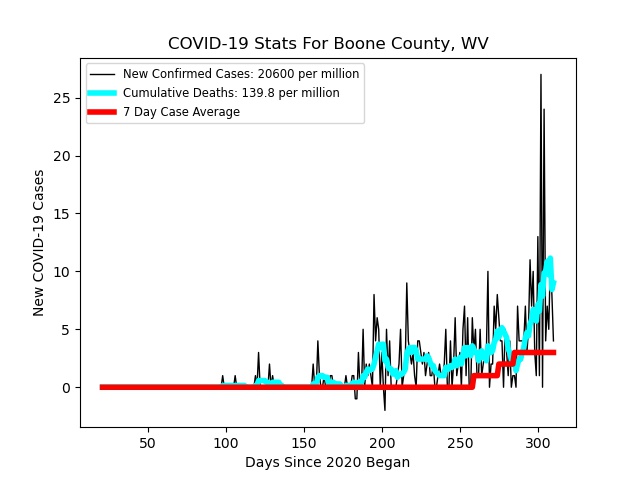 COVID-19 Stats For Boone County, WV
New Confirmed Cases: 20600 per million
Cumulative Deaths: 139.8 per million
7 Day Case Average
New COVID-19 Cases
25
20
15
10
5
0
50 100 150 200 250 300
Days Since 2020 Began